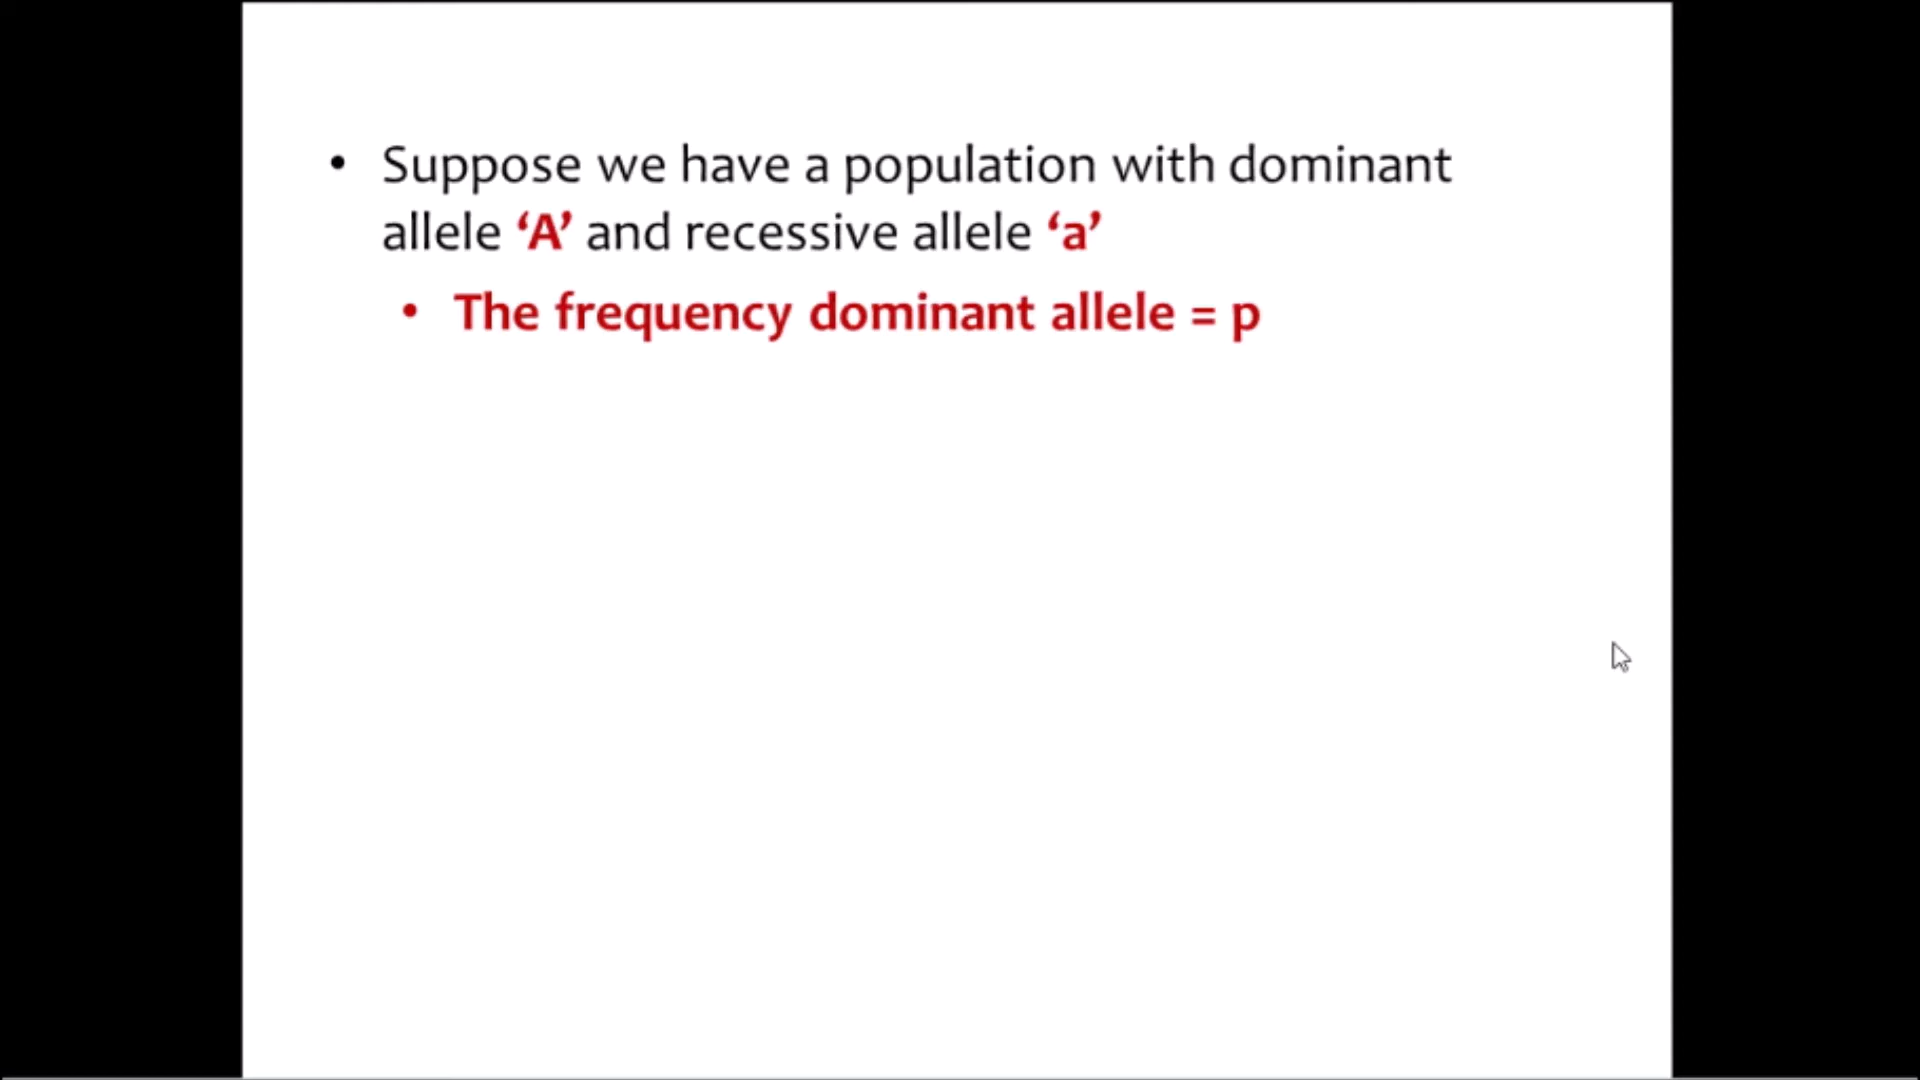 • Suppose we have a population with dominant
allele ‘A’ and recessive allele ‘a’
• The frequency dominant allele = p